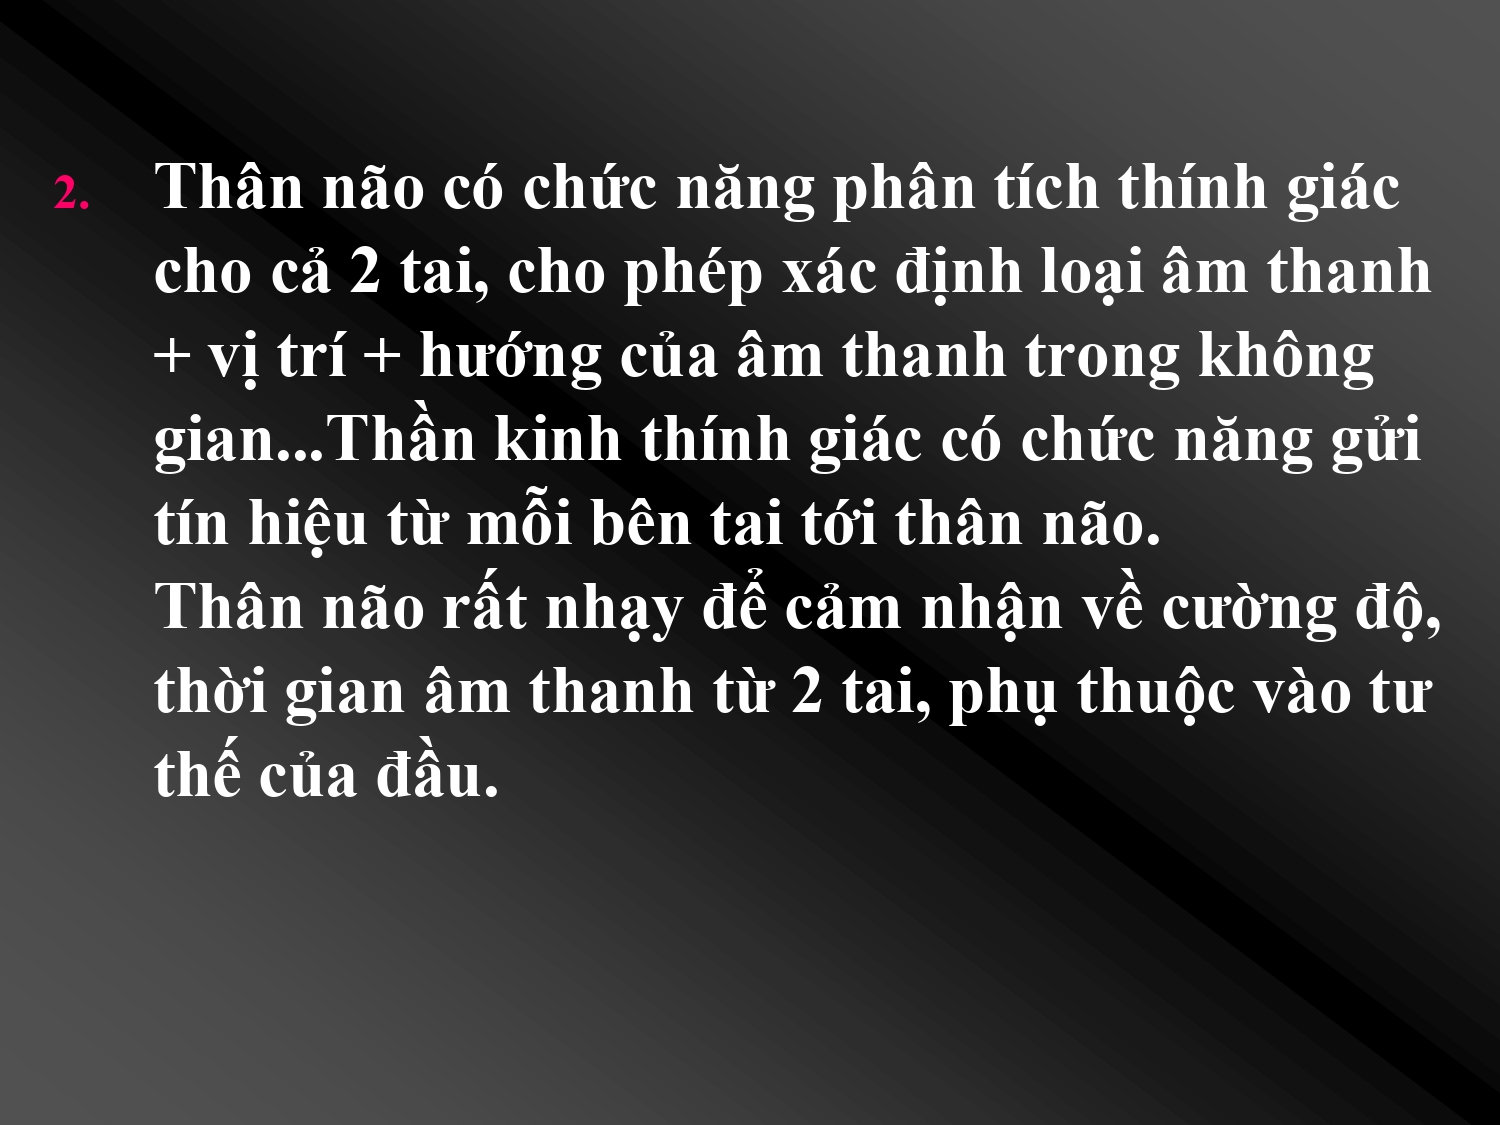 2. Thân não có chức năng phân tích thính giác
cho cả 2 tai, cho phép xác định loại âm thanh
+ vị trí + hướng của âm thanh trong không
gian...Thần kinh thính giác có chức năng gửi
tín hiệu từ mỗi bên tai tới thân não.
Thân não rất nhạy để cảm nhận về cường độ,
thời gian âm thanh từ 2 tai, phụ thuộc vào tư
thế của đầu.